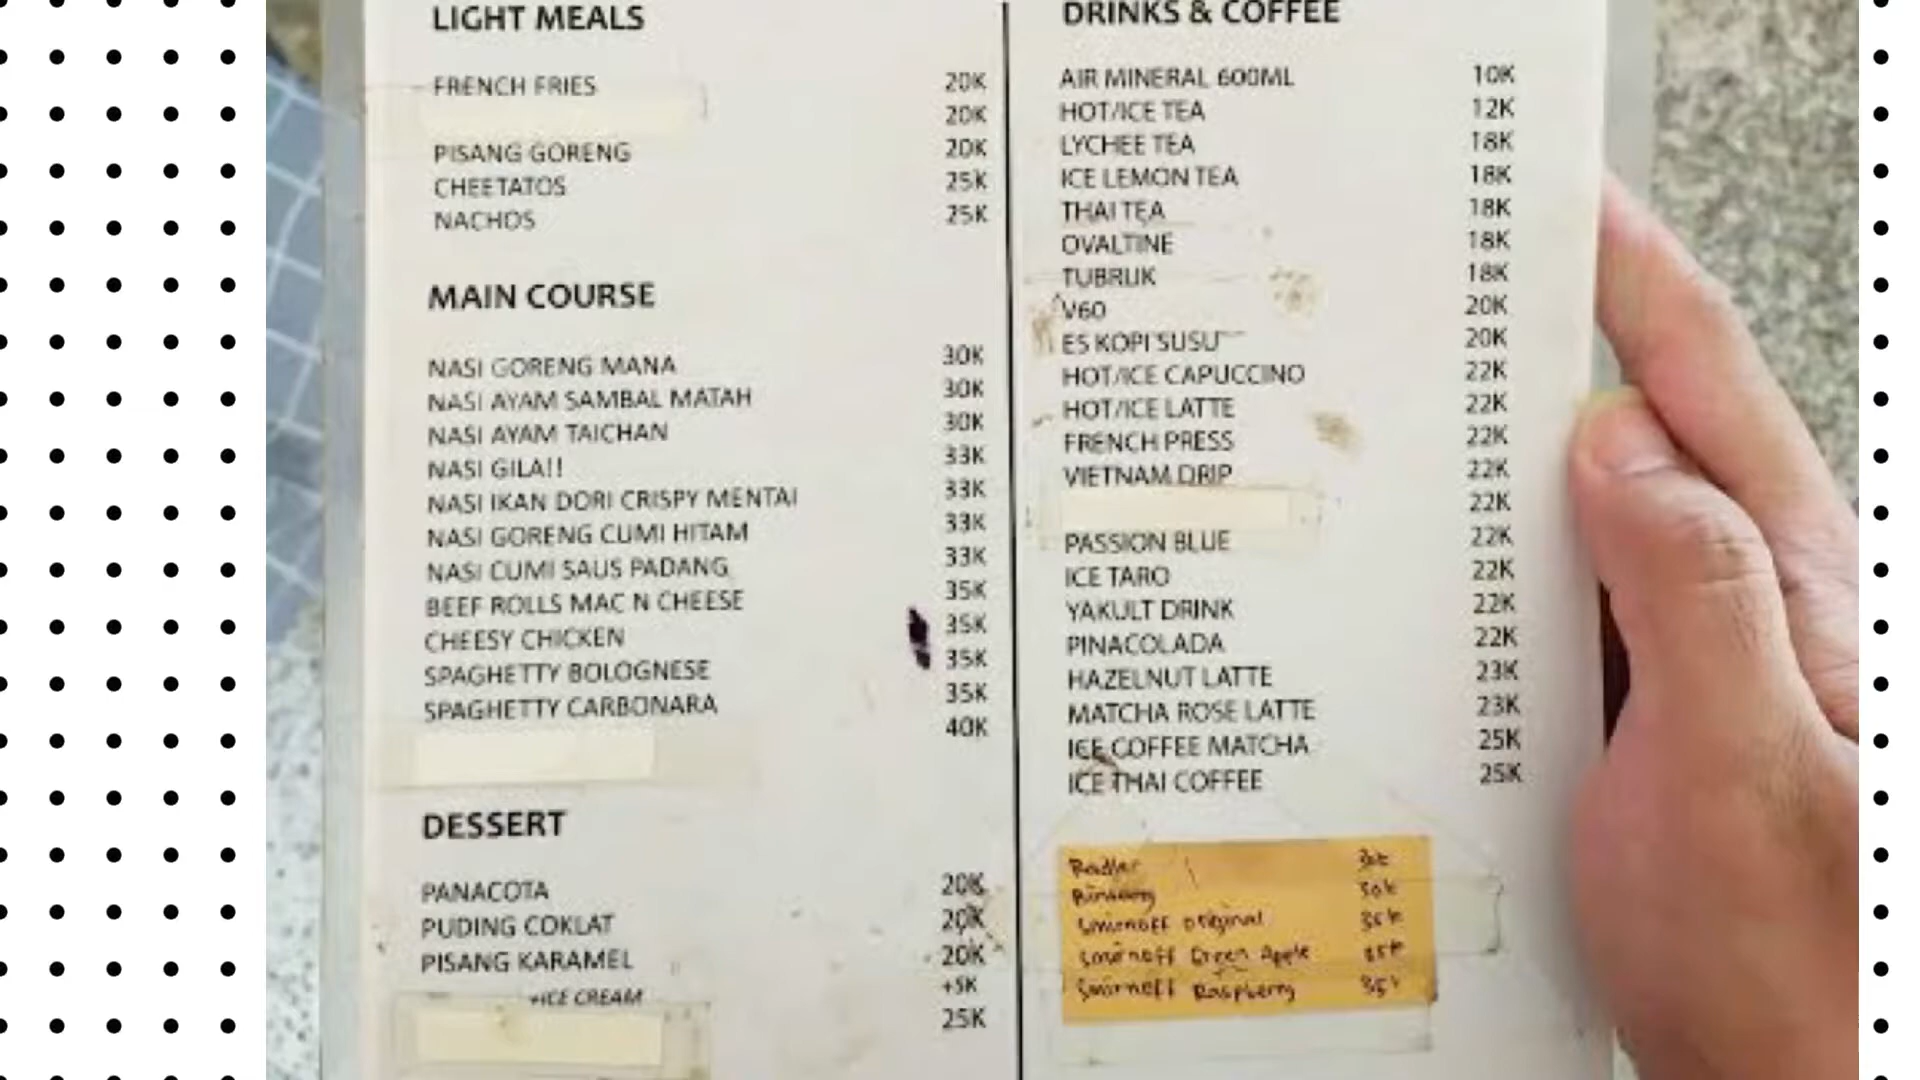 LIGHT MEALS
FRENCH FRIES 20K
20K
PISANG GORENG 20K
CHEETATOS 25K
NACHOS 25K
MAIN COURSE
NASI GORENG MANA 30K
NASI AYAM SAMBAL MATAH 30K
NASI AYAM TAICHAN 30K
NASI GILA!! 33K
NASI IKAN DORI CRISPY MENTAI 33K
NASI GORENG CUMI HITAM 33K
NASI CUMI SAUS PADANG 33K
BEEF ROLLS MAC N CHEESE 35K
CHEESY CHICKEN 35K
SPAGHETTY BOLOGNESE 35K
SPAGHETTY CARBONARA 35K
40K
DESSERT
PANACOTA 20K
PUDING COKLAT 20K
PISANG KARAMEL 20K
+ICE CREAM +5K
25K
DRINKS & COFFEE
AIR MINERAL 600ML 10K
HOT/ICE TEA 12K
LYCHEE TEA 18K
ICE LEMON TEA 18K
THAI TEA 18K
OVALTINE 18K
TUBRUK 18K
V60 20K
ES KOPI SUSU 20K
HOT/ICE CAPUCCINO 22K
HOT/ICE LATTE 22K
FRENCH PRESS 22K
VIETNAM DRIP 22K
22K
PASSION BLUE 22K
ICE TARO 22K
YAKULT DRINK 22K
PINACOLADA 22K
HAZELNUT LATTE 23K
MATCHA ROSE LATTE 23K
ICE COFFEE MATCHA 25K
ICE THAI COFFEE 25K
Radler
Bintang
Smirnoff Original 35k
Smirnoff Green Apple 35k
Smirnoff Raspberry 35k